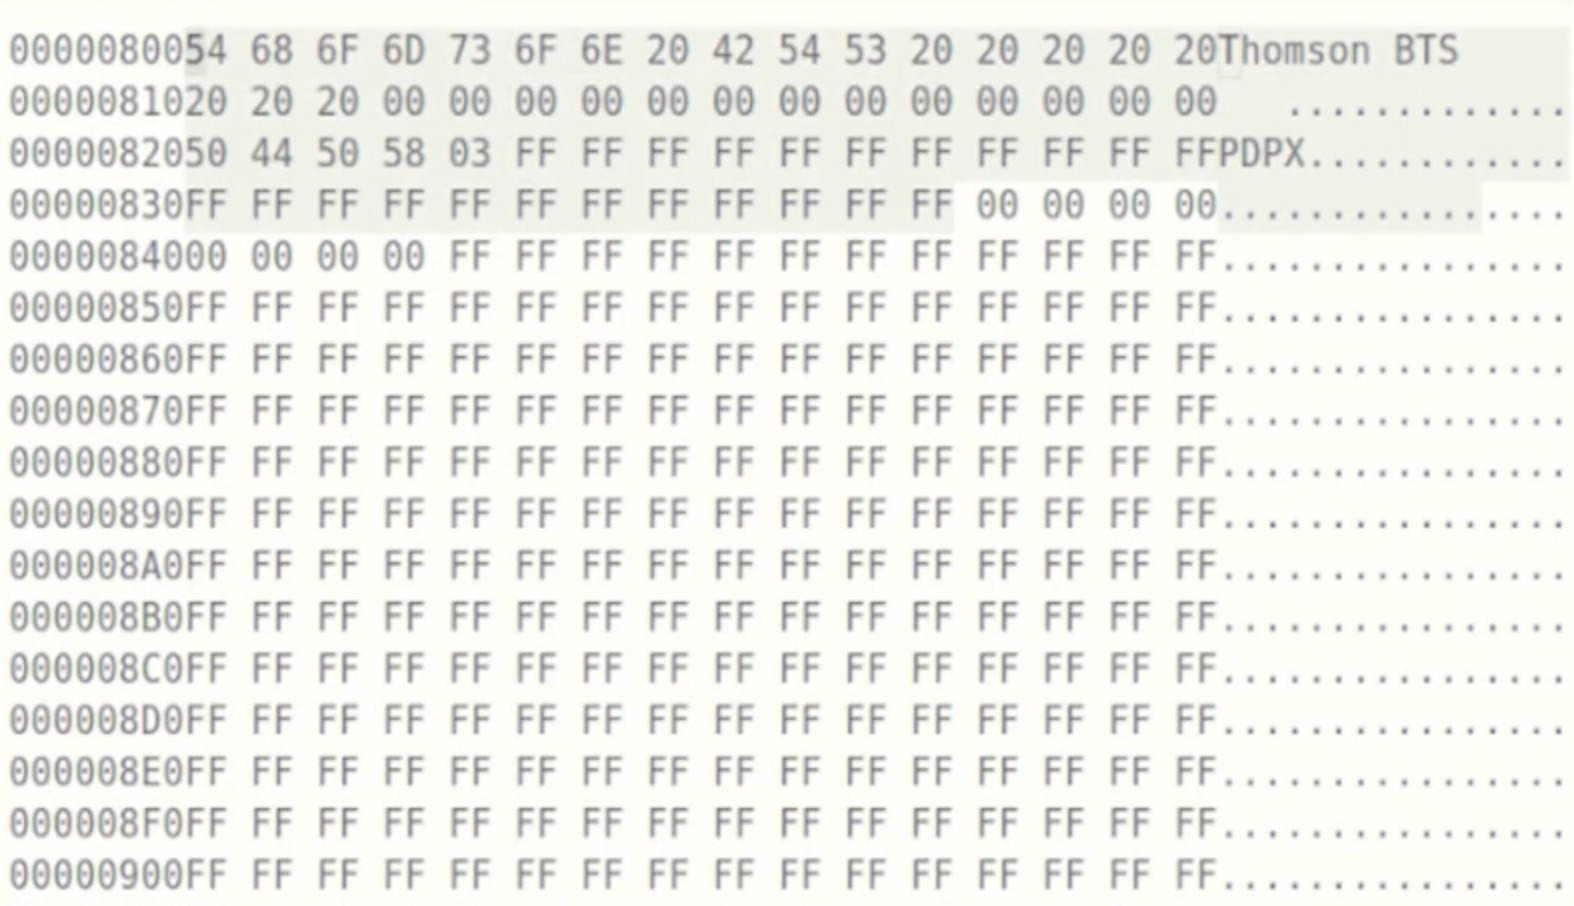 0000080054 68 6F 6D 73 6F 6E 20 42 54 53 20 20 20 20 20Thomson BTS
0000081020 20 20 00 00 00 00 00 00 00 00 00 00 00 00 00   .............
0000082050 44 50 58 03 FF FF FF FF FF FF FF FF FF FF FFPDPX............
00000830FF FF FF FF FF FF FF FF FF FF FF FF 00 00 00 00................
0000084000 00 00 00 FF FF FF FF FF FF FF FF FF FF FF FF................
00000850FF FF FF FF FF FF FF FF FF FF FF FF FF FF FF FF................
00000860FF FF FF FF FF FF FF FF FF FF FF FF FF FF FF FF................
00000870FF FF FF FF FF FF FF FF FF FF FF FF FF FF FF FF................
00000880FF FF FF FF FF FF FF FF FF FF FF FF FF FF FF FF................
00000890FF FF FF FF FF FF FF FF FF FF FF FF FF FF FF FF................
000008A0FF FF FF FF FF FF FF FF FF FF FF FF FF FF FF FF................
000008B0FF FF FF FF FF FF FF FF FF FF FF FF FF FF FF FF................
000008C0FF FF FF FF FF FF FF FF FF FF FF FF FF FF FF FF................
000008D0FF FF FF FF FF FF FF FF FF FF FF FF FF FF FF FF................
000008E0FF FF FF FF FF FF FF FF FF FF FF FF FF FF FF FF................
000008F0FF FF FF FF FF FF FF FF FF FF FF FF FF FF FF FF................
00000900FF FF FF FF FF FF FF FF FF FF FF FF FF FF FF FF................